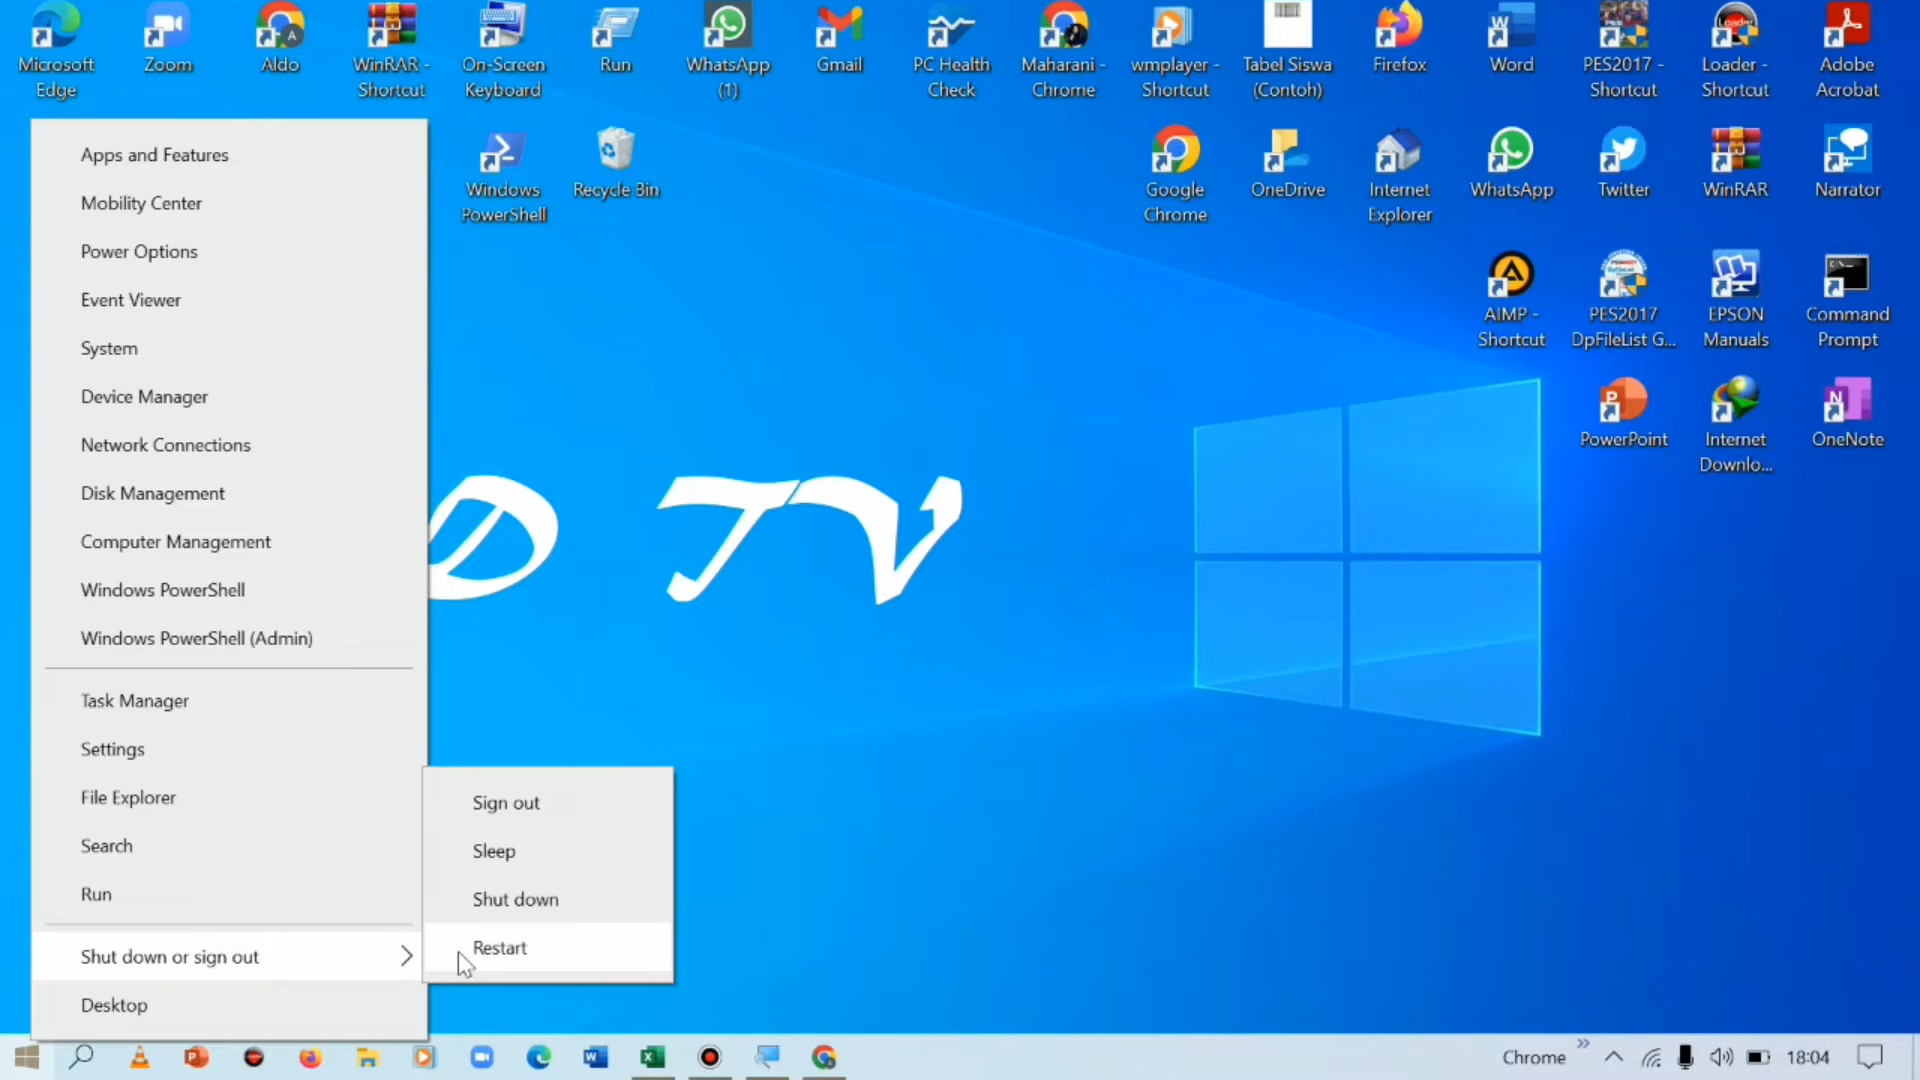 Microsoft
Edge
Zoom
Aldo
WinRAR -
Shortcut
On-Screen
Keyboard
Run
WhatsApp
(1)
Gmail
PC Health
Check
Maharani -
Chrome
wmplayer -
Shortcut
Tabel Siswa
(Contoh)
Firefox
Word
PES2017 -
Shortcut
Loader -
Shortcut
Adobe
Acrobat
Windows
PowerShell
Recycle Bin
Google
Chrome
OneDrive
Internet
Explorer
WhatsApp
Twitter
WinRAR
Narrator
AIMP -
Shortcut
PES2017
DpFileList G...
EPSON
Manuals
Command
Prompt
PowerPoint
Internet
Downlo...
OneNote
Apps and Features
Mobility Center
Power Options
Event Viewer
System
Device Manager
Network Connections
Disk Management
Computer Management
Windows PowerShell
Windows PowerShell (Admin)
Task Manager
Settings
File Explorer
Search
Run
Shut down or sign out
Desktop
Sign out
Sleep
Shut down
Restart
D TV
Chrome
18:04